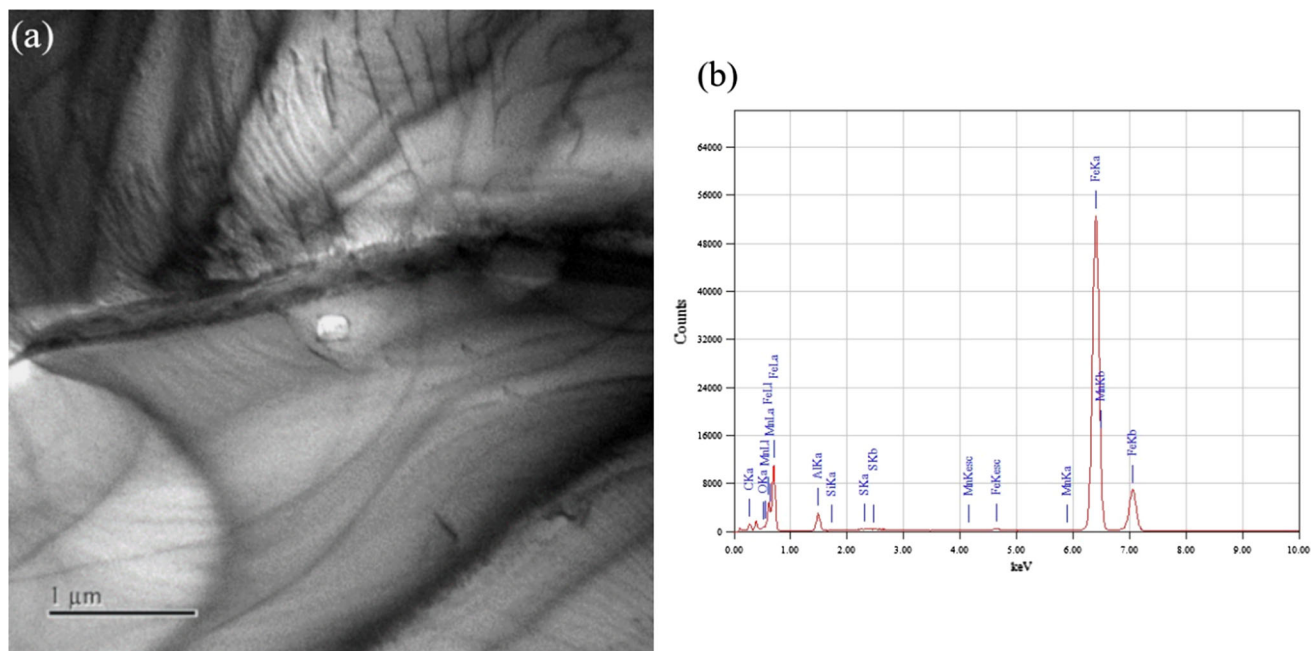 (a)
1 μm
(b)
Counts
64000
56000
48000
40000
32000
24000
16000
8000
0
CKa
OKa
MnLl
MnLa
FeLl
FeLa
AlKa
SiKa
SKa
SKb
MnKesc
FeKesc
MnKa
FeKa
MnKb
FeKb
0.00 1.00 2.00 3.00 4.00 5.00 6.00 7.00 8.00 9.00 10.00
keV